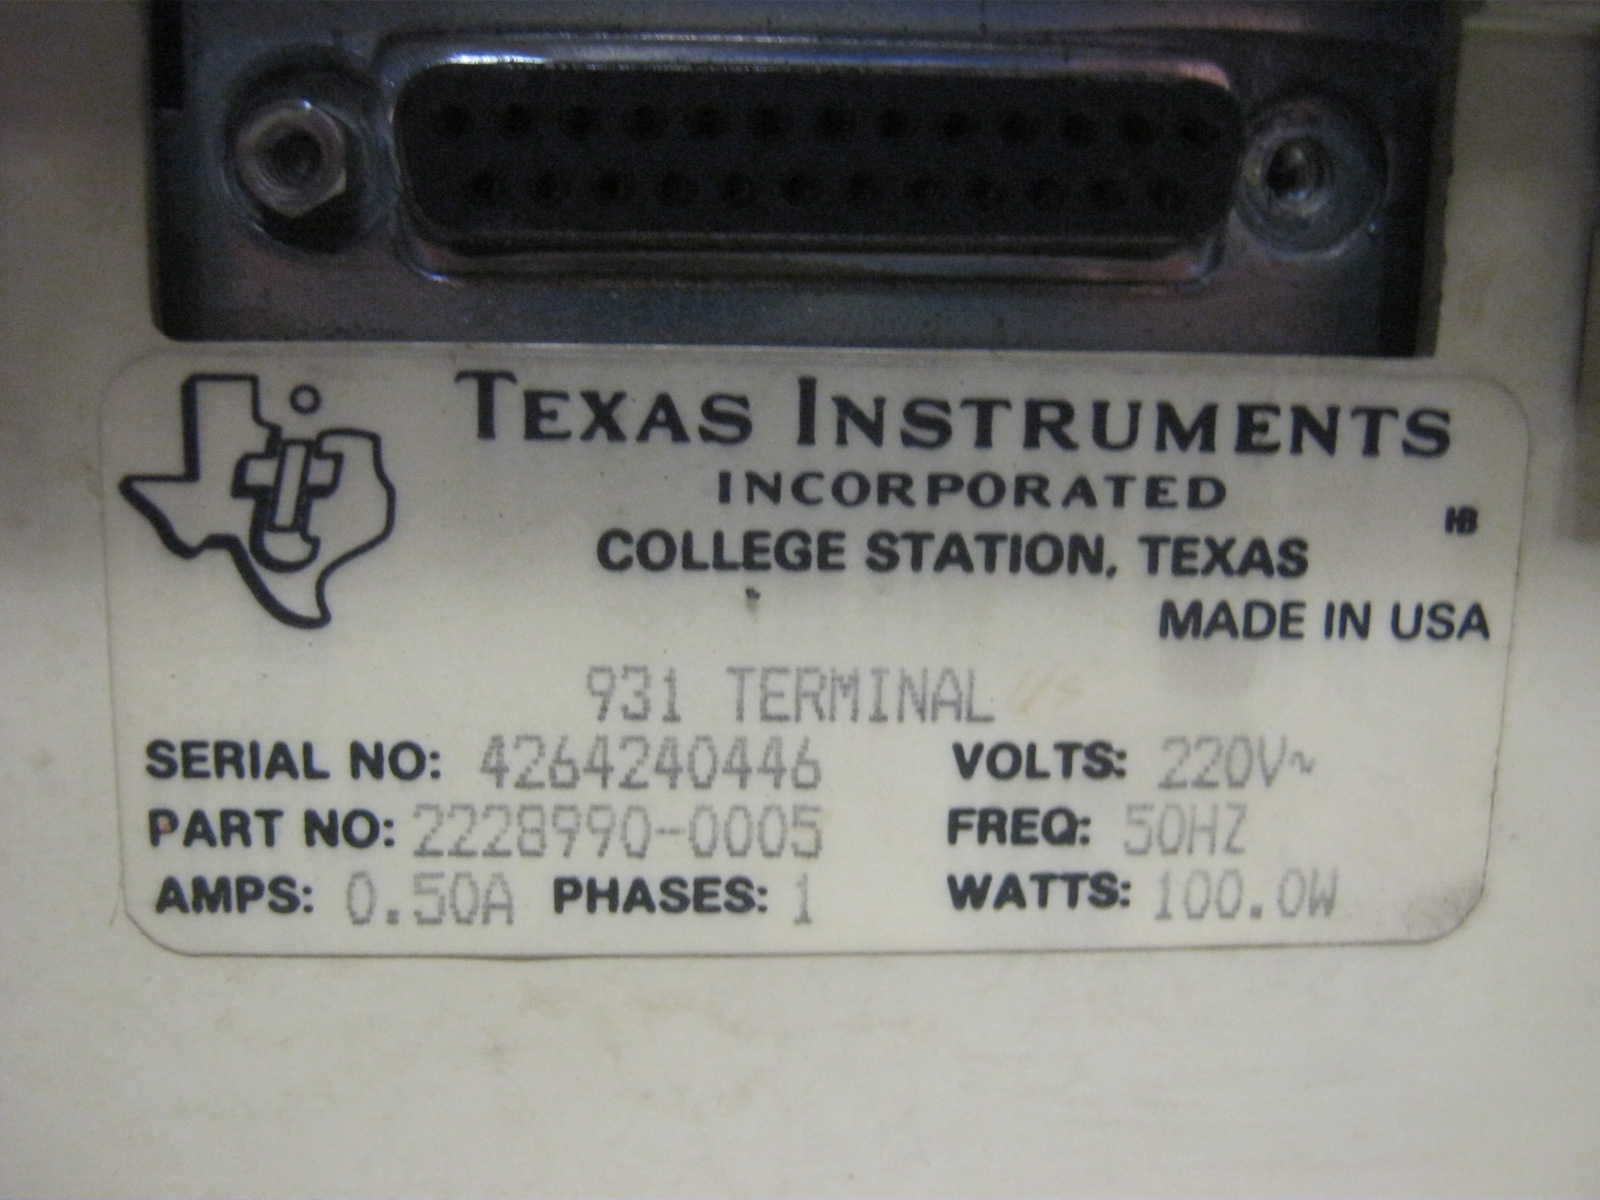 TEXAS INSTRUMENTS
INCORPORATED
HB
COLLEGE STATION, TEXAS
MADE IN USA
931 TERMINAL
SERIAL NO: 4264240446 VOLTS: 220V~
PART NO: 2228990-0005 FREQ: 50HZ
AMPS: 0.50A PHASES: 1 WATTS: 100.0W